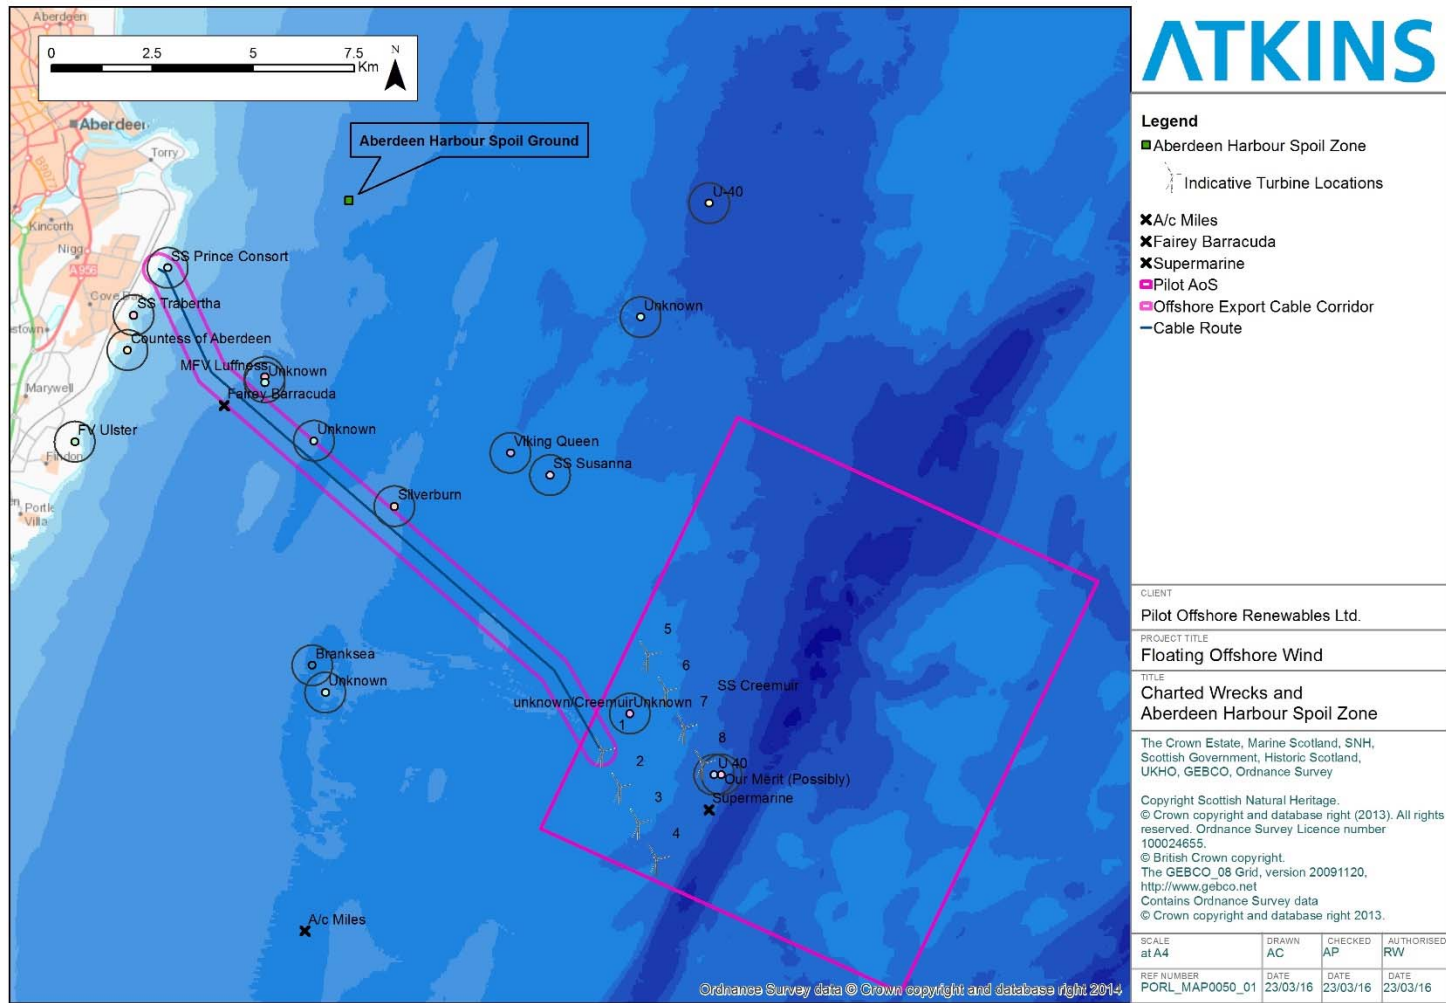 Aberdeen
0 2.5 5 7.5
Km
N
Aberdeen
Torry
Aberdeen Harbour Spoil Ground
B9077
Kincorth
Nigg
A 956
U-40
SS Prince Consort
Cove Bay
SS Trabertha
Unknown
Countess of Aberdeen
MFV Luffness
Unknown
Fairey Barracuda
Marywell
FV Ulster
Unknown
Findon
Viking Queen
SS Susanna
Silverburn
Portle
Villa
5
Branksea
6
Unknown
SS Creemuir
unknown/CreemuirUnknown
7
1
8
2
U 40
Our Merit (Possibly)
3
Supermarine
4
A/c Miles
Ordnance Survey data © Crown copyright and database right 2014
ATKINS
Legend
Aberdeen Harbour Spoil Zone
Indicative Turbine Locations
A/c Miles
Fairey Barracuda
Supermarine
Pilot AoS
Offshore Export Cable Corridor
Cable Route
CLIENT
Pilot Offshore Renewables Ltd.
PROJECT TITLE
Floating Offshore Wind
TITLE
Charted Wrecks and
Aberdeen Harbour Spoil Zone
The Crown Estate, Marine Scotland, SNH,
Scottish Government, Historic Scotland,
UKHO, GEBCO, Ordnance Survey
Copyright Scottish Natural Heritage.
© Crown copyright and database right (2013). All rights
reserved. Ordnance Survey Licence number
100024655.
© British Crown copyright.
The GEBCO_08 Grid, version 20091120,
http://www.gebco.net
Contains Ordnance Survey data
© Crown copyright and database right 2013.
SCALE
at A4
DRAWN
AC
CHECKED
AP
AUTHORISED
RW
REF NUMBER
PORL_MAP0050_01
DATE
23/03/16
DATE
23/03/16
DATE
23/03/16